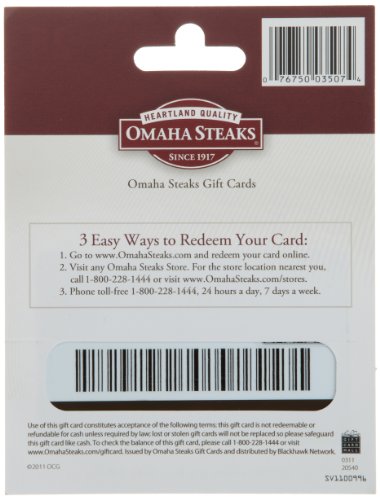 0 76750 03507 4
HEARTLAND QUALITY
OMAHA STEAKS®
SINCE 1917
Omaha Steaks Gift Cards
3 Easy Ways to Redeem Your Card:
1. Go to www.OmahaSteaks.com and redeem your card online.
2. Visit any Omaha Steaks Store. For the store location nearest you,
call 1-800-228-1444 or visit www.OmahaSteaks.com/stores.
3. Phone toll-free 1-800-228-1444, 24 hours a day, 7 days a week.
Use of this gift card constitutes acceptance of the following terms: this gift card is not redeemable or
refundable for cash unless required by law; lost or stolen gift cards will not be replaced so please safeguard
this gift card like cash. To check the balance of this gift card, please call 1-800-228-1444 or visit
www.OmahaSteaks.com/giftcard. Issued by Omaha Steaks Gift Cards and distributed by Blackhawk Network.
©2011 OCG
GIFT
CARD
MALL
0311
20540
SV1100996